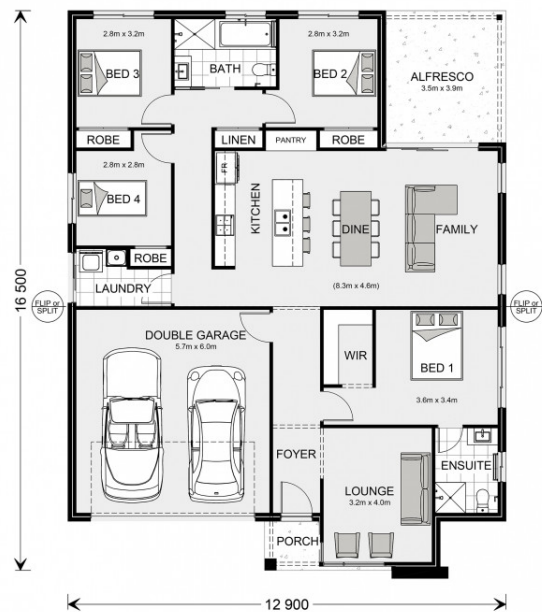 2.8m x 3.2m
BED 3
BATH
2.8m x 3.2m
BED 2
ALFRESCO
3.5m x 3.9m
ROBE
LINEN
PANTRY
ROBE
2.8m x 2.8m
BED 4
FR
KITCHEN
DINE
FAMILY
ROBE
LAUNDRY
(8.3m x 4.6m)
FLIP or
SPLIT
FLIP or
SPLIT
16 500
DOUBLE GARAGE
5.7m x 6.0m
WIR
BED 1
3.6m x 3.4m
FOYER
ENSUITE
LOUNGE
3.2m x 4.0m
PORCH
12 900